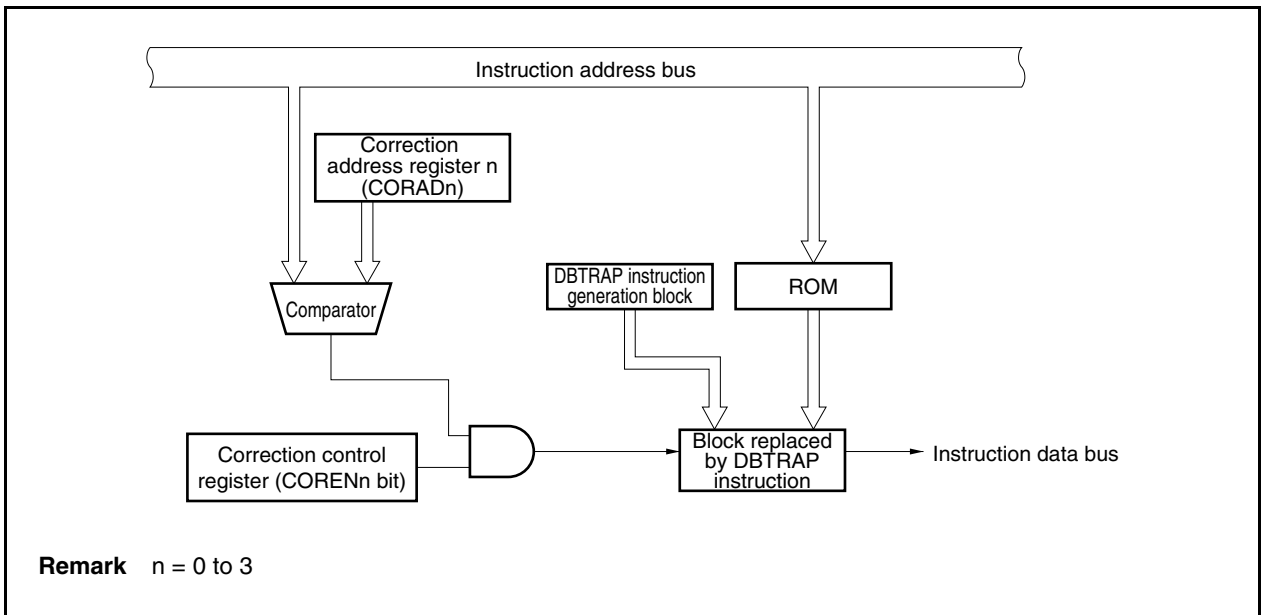 Instruction address bus
Correction
address register n
(CORADn)
Comparator
DBTRAP instruction
generation block
ROM
Correction control
register (CORENn bit)
Block replaced
by DBTRAP
instruction
Instruction data bus
Remark n = 0 to 3